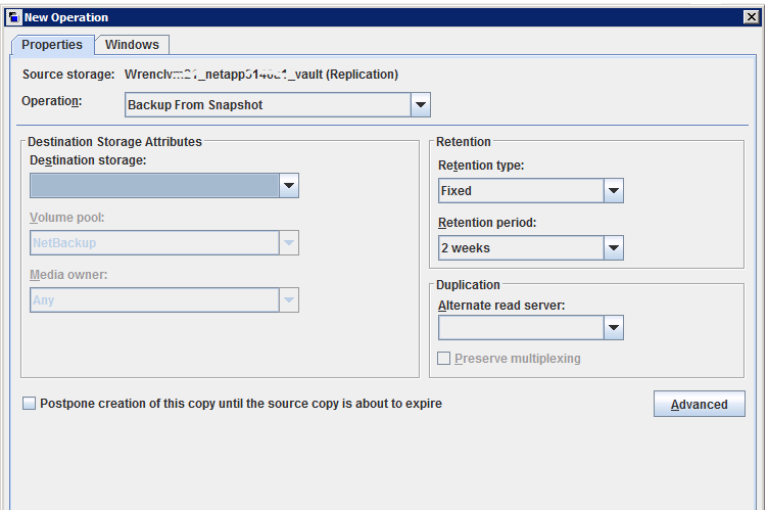 New Operation
Properties
Windows
Source storage: (Replication)
Operation:
Backup From Snapshot
Destination Storage Attributes
Destination storage:
Volume pool:
NetBackup
Media owner:
Any
Retention
Retention type:
Fixed
Retention period:
2 weeks
Duplication
Alternate read server:
Preserve multiplexing
Postpone creation of this copy until the source copy is about to expire
Advanced